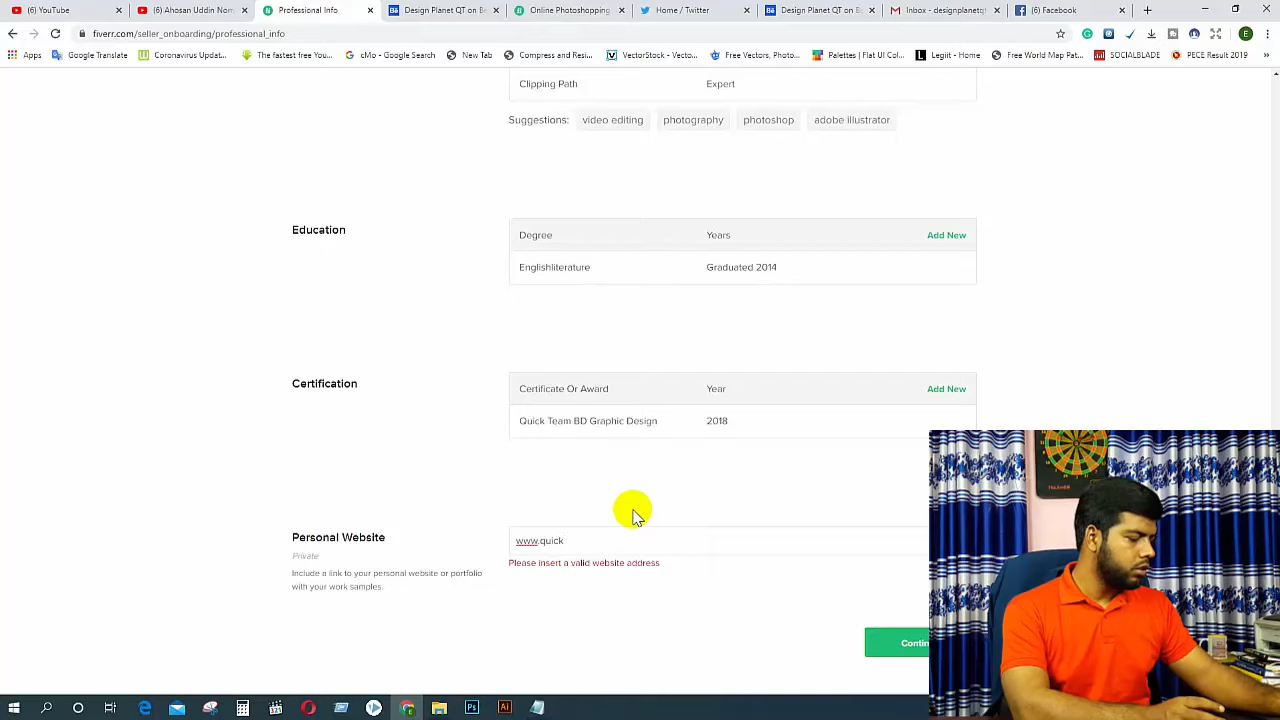 (6) YouTube
Ahosan Uddin Nom
Professional Info
Design Planet QT on Be
Online Photoshopping
Home / Twitter
Design Planet QT on Be
Inbox - designplanetq
(6) Facebook
fiverr.com/seller_onboarding/professional_info
Apps
Google Translate
Coronavirus Updat...
The fastest free You...
cMo - Google Search
New Tab
Compress and Resi...
VectorStock - Vecto...
Free Vectors, Photo...
Palettes | Flat UI Col...
Legiit - Home
Free World Map Pat...
SOCIALBLADE
PECE Result 2019
Clipping Path
Expert
Suggestions:
video editing
photography
photoshop
adobe illustrator
Education
Degree
Years
Add New
Englishliterature
Graduated 2014
Certification
Certificate Or Award
Year
Add New
Quick Team BD Graphic Design
2018
Personal Website
www.quick
Private
Please insert a valid website address
Include a link to your personal website or portfolio
with your work samples.
Contin